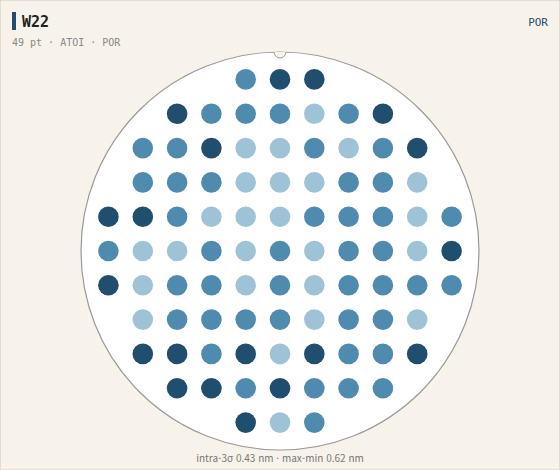 W22
POR
49 pt · ATOI · POR
intra-3σ 0.43 nm · max-min 0.62 nm